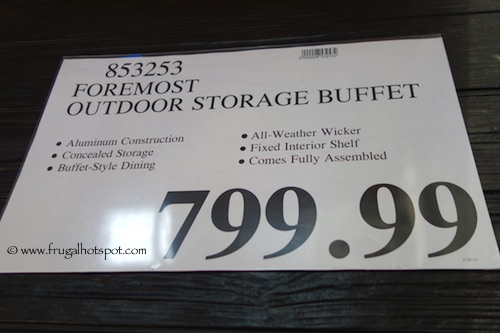 853253
FOREMOST
OUTDOOR STORAGE BUFFET
• Aluminum Construction
• Concealed Storage
• Buffet-Style Dining
• All-Weather Wicker
• Fixed Interior Shelf
• Comes Fully Assembled
799.99
© www.frugalhotspot.com